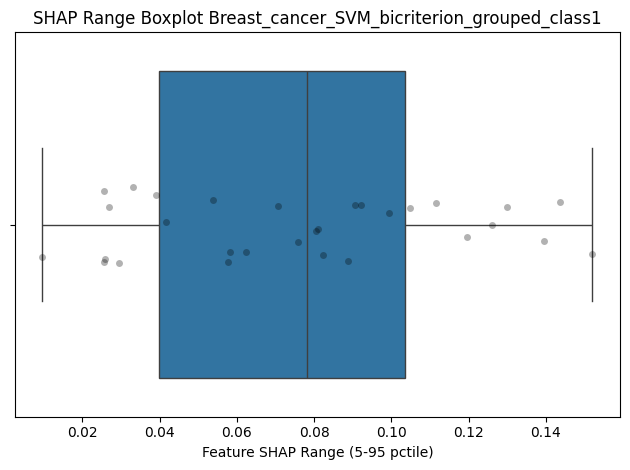 SHAP Range Boxplot Breast_cancer_SVM_bicriterion_grouped_class1
0.02 0.04 0.06 0.08 0.10 0.12 0.14
Feature SHAP Range (5-95 pctile)